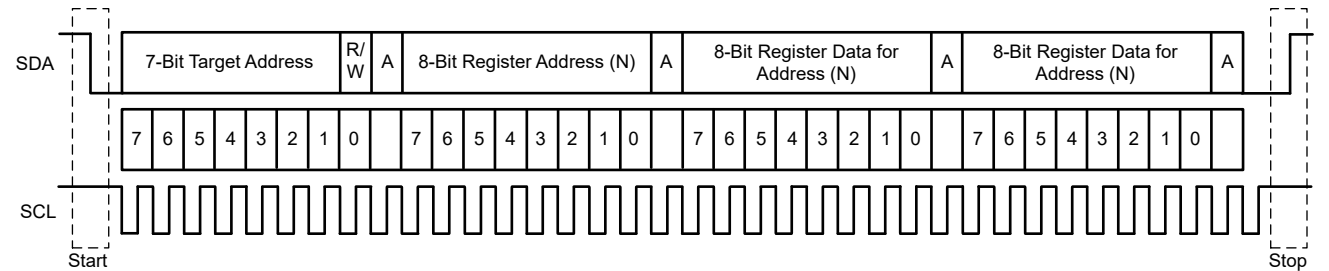 Start
SDA
7-Bit Target Address
R/
W
A
8-Bit Register Address (N)
A
8-Bit Register Data for
Address (N)
A
8-Bit Register Data for
Address (N)
A
7 6 5 4 3 2 1 0 7 6 5 4 3 2 1 0 7 6 5 4 3 2 1 0 7 6 5 4 3 2 1 0
SCL
Stop